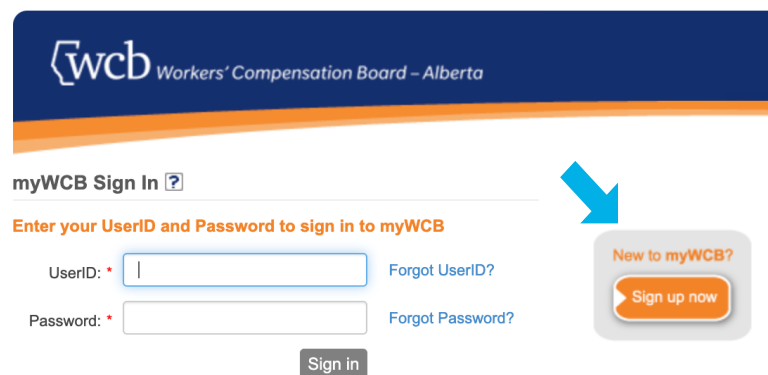 wcb Workers' Compensation Board – Alberta
myWCB Sign In ?
Enter your UserID and Password to sign in to myWCB
UserID: * Forgot UserID?
Password: * Forgot Password?
Sign in
New to myWCB?
Sign up now